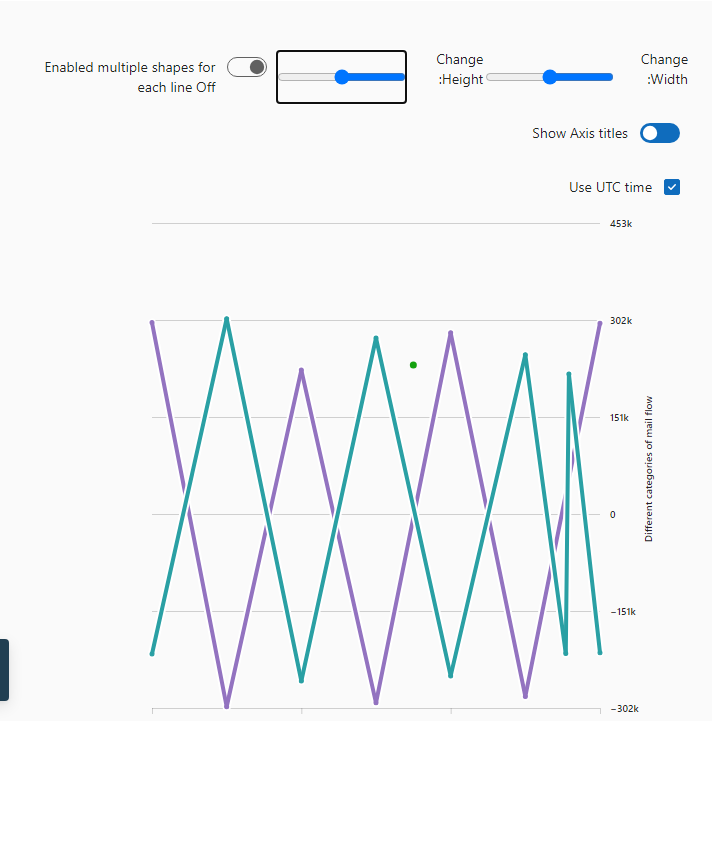 Enabled multiple shapes for
each line Off
Change
:Height
Change
:Width
Show Axis titles
Use UTC time
453k
302k
151k
0
−151k
−302k
Different categories of mail flow